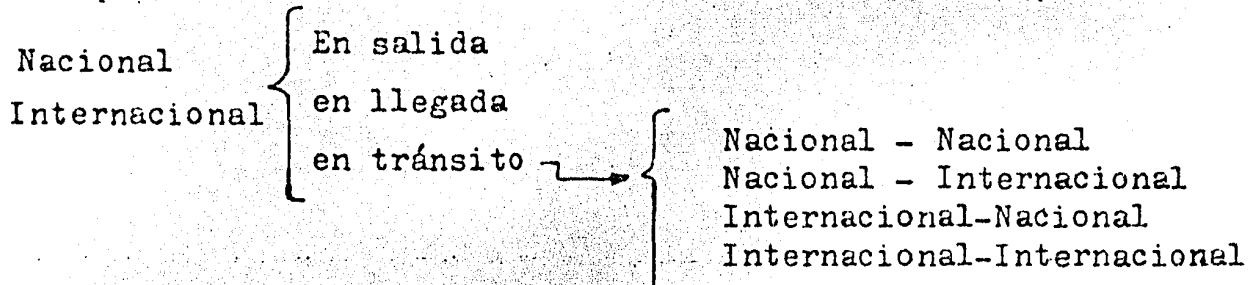 Nacional
Internacional
En salida
en llegada
en tránsito
Nacional - Nacional
Nacional - Internacional
Internacional-Nacional
Internacional-Internacional